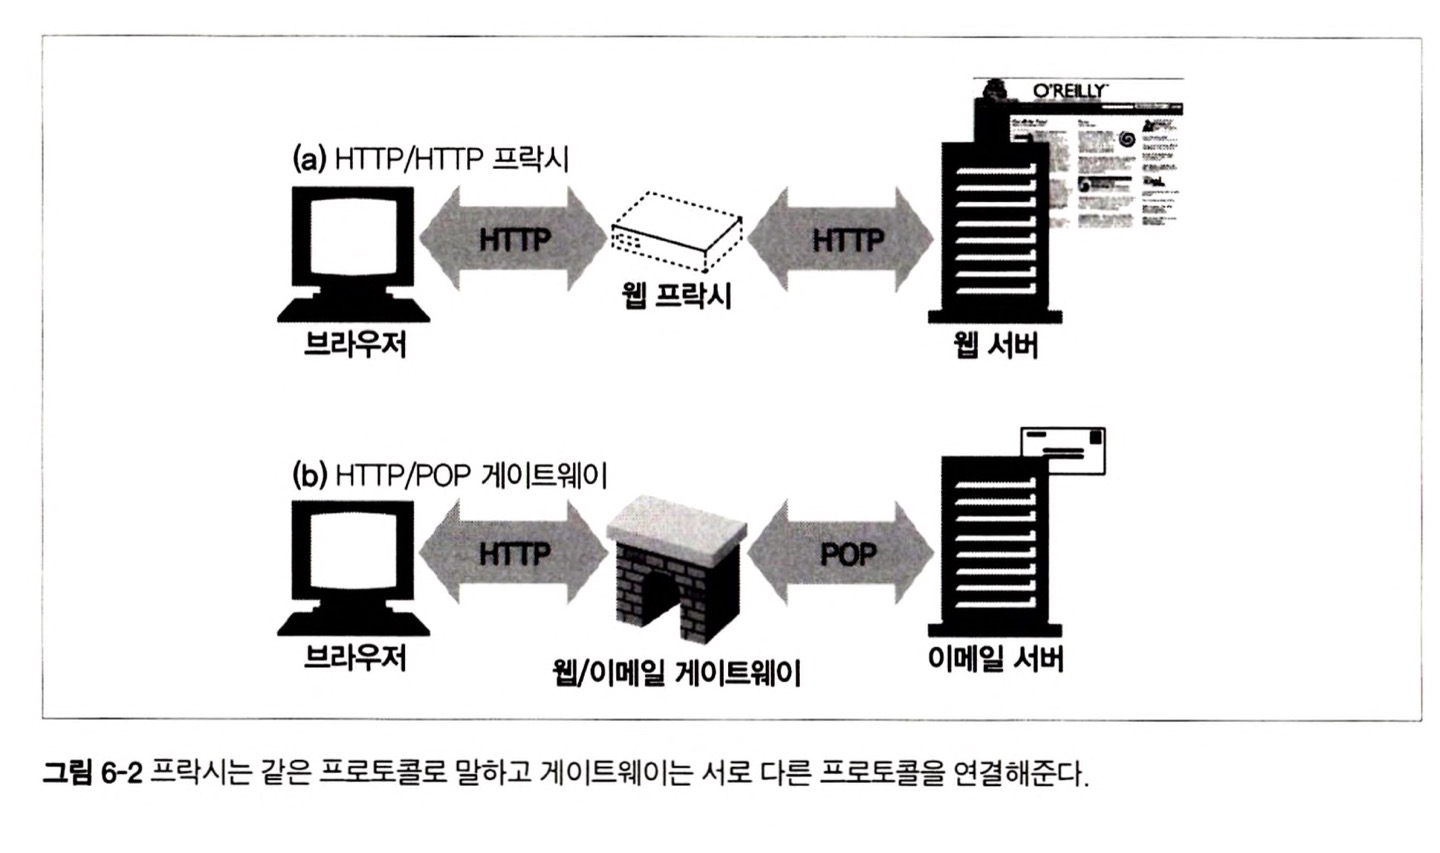 O'REILLY
(a) HTTP/HTTP 프락시
HTTP
HTTP
웹 프락시
브라우저
웹 서버
(b) HTTP/POP 게이트웨이
HTTP
POP
브라우저
웹/이메일 게이트웨이
이메일 서버
그림 6-2 프락시는 같은 프로토콜로 말하고 게이트웨이는 서로 다른 프로토콜을 연결해준다.